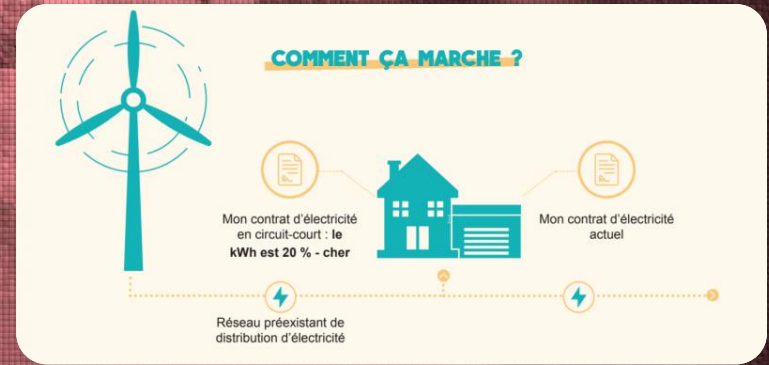 COMMENT ÇA MARCHE ?
Mon contrat d'électricité
en circuit-court : le
kWh est 20 % - cher
Mon contrat d'électricité
actuel
Réseau préexistant de
distribution d'électricité